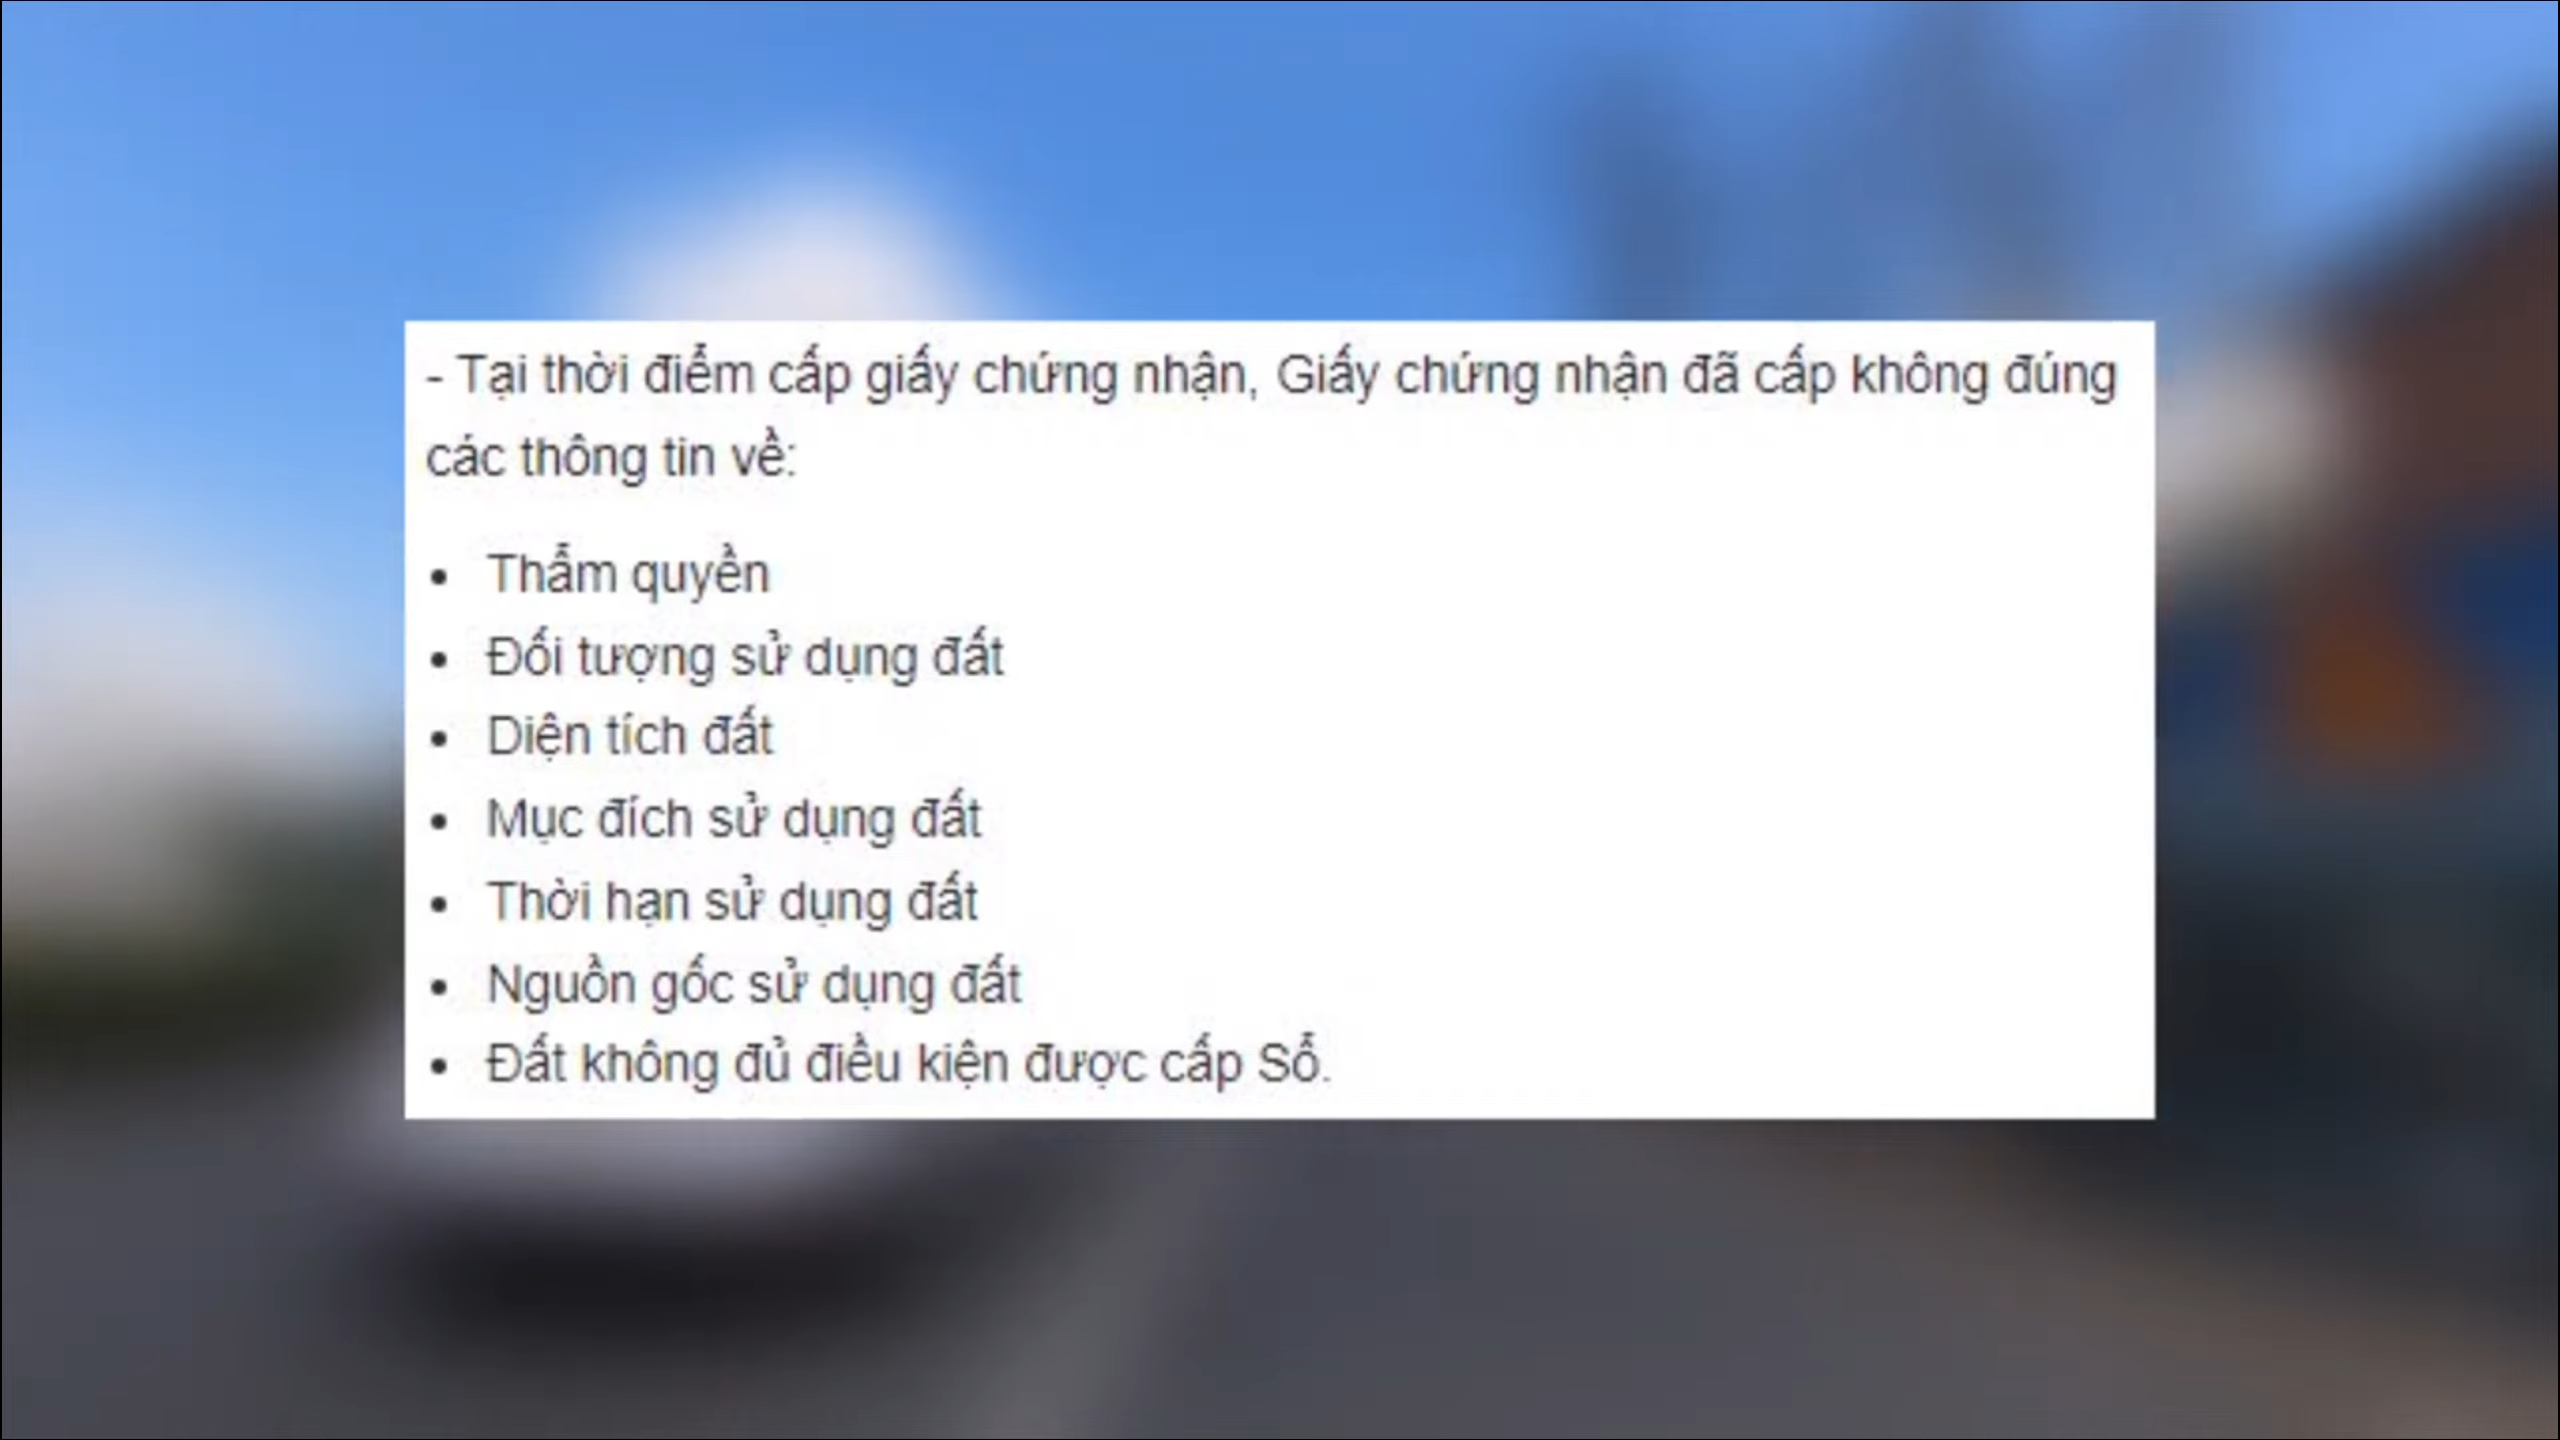 - Tại thời điểm cấp giấy chứng nhận, Giấy chứng nhận đã cấp không đúng
các thông tin về:
• Thẩm quyền
• Đối tượng sử dụng đất
• Diện tích đất
• Mục đích sử dụng đất
• Thời hạn sử dụng đất
• Nguồn gốc sử dụng đất
• Đất không đủ điều kiện được cấp Sổ.